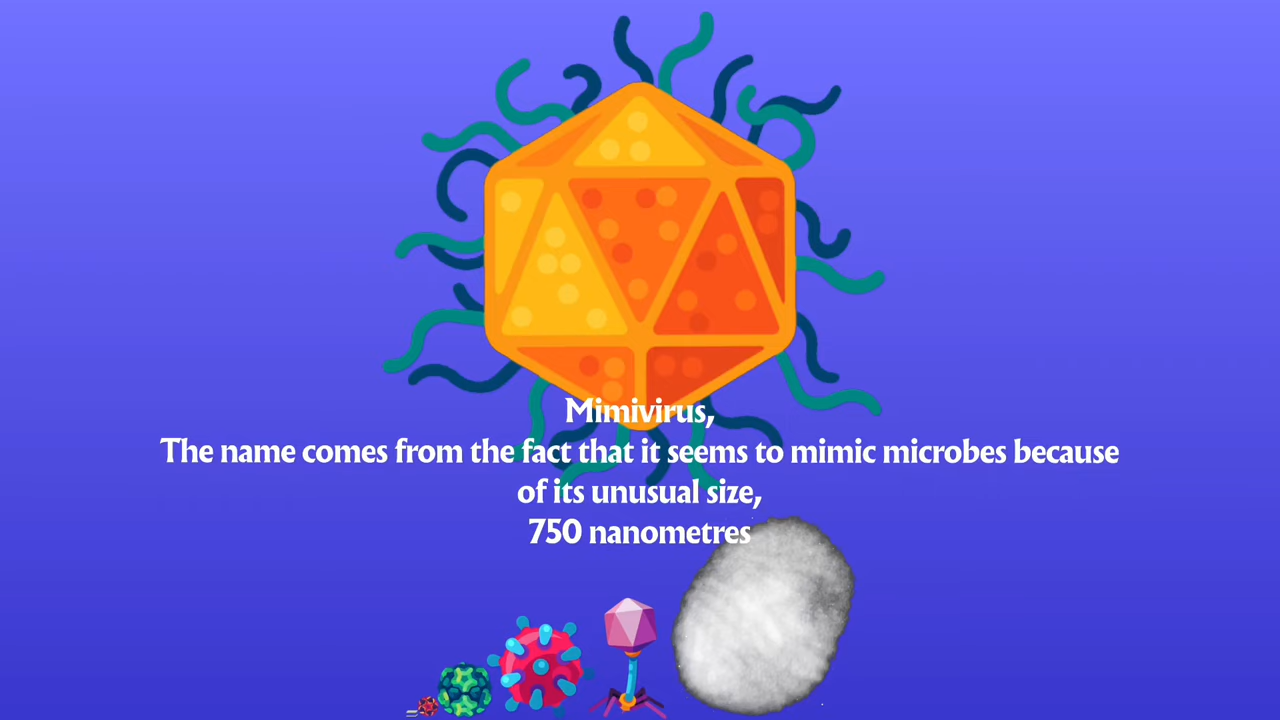 Mimivirus,
The name comes from the fact that it seems to mimic microbes because
of its unusual size,
750 nanometres